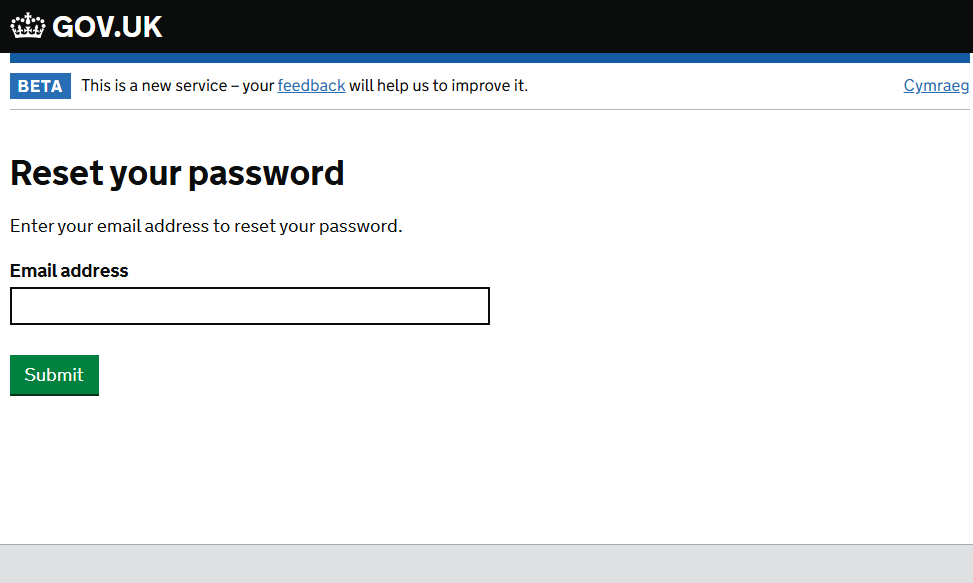 GOV.UK
BETA This is a new service – your feedback will help us to improve it. Cymraeg
Reset your password
Enter your email address to reset your password.
Email address
Submit